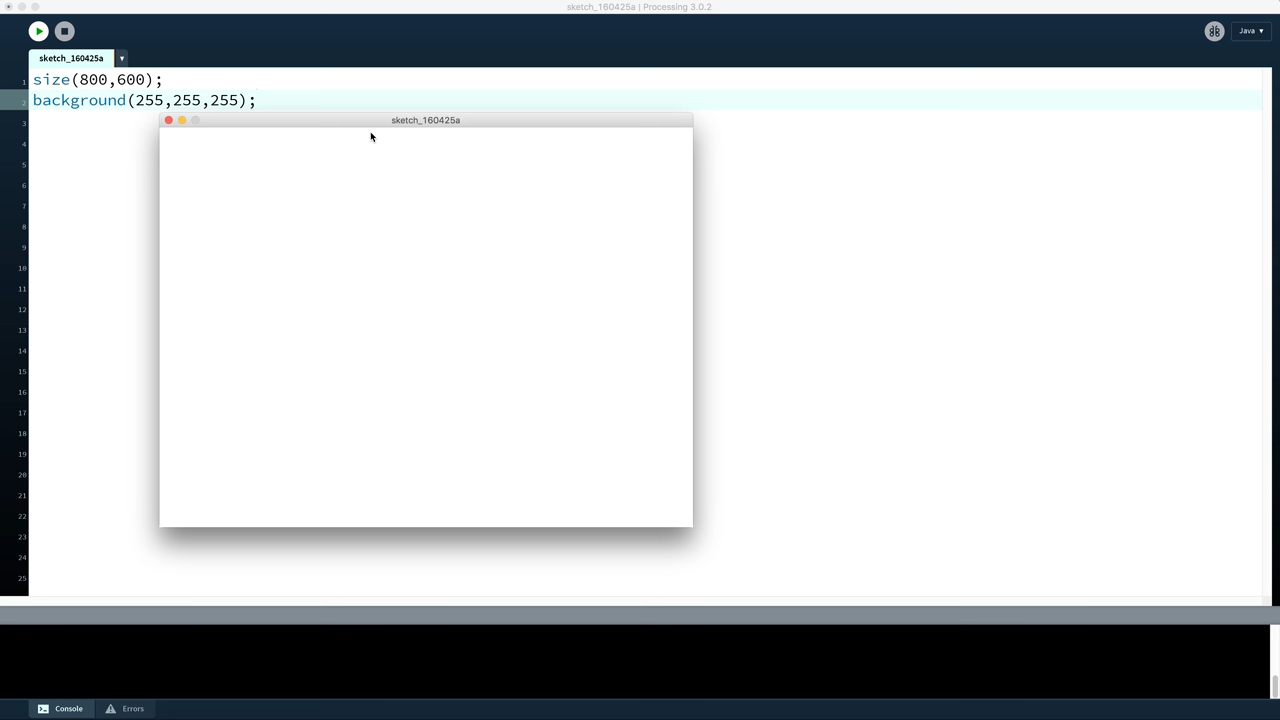 sketch_160425a | Processing 3.0.2
Java ▾
sketch_160425a ▾
1 size(800,600);
2 background(255,255,255);
sketch_160425a
3
4
5
6
7
8
9
10
11
12
13
14
15
16
17
18
19
20
21
22
23
24
25
Console
Errors